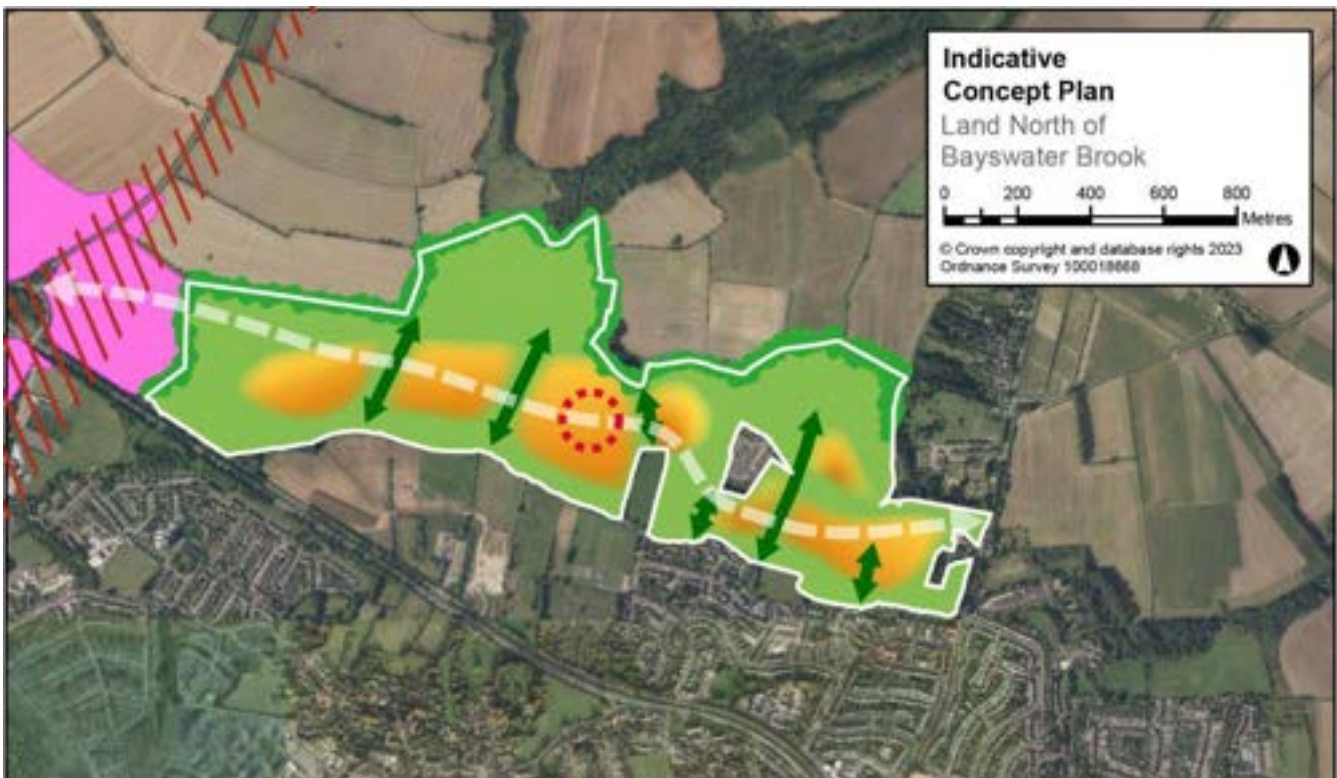 Indicative
Concept Plan
Land North of
Bayswater Brook
0 200 400 600 800
Metres
© Crown copyright and database rights 2023
Ordnance Survey 100018668